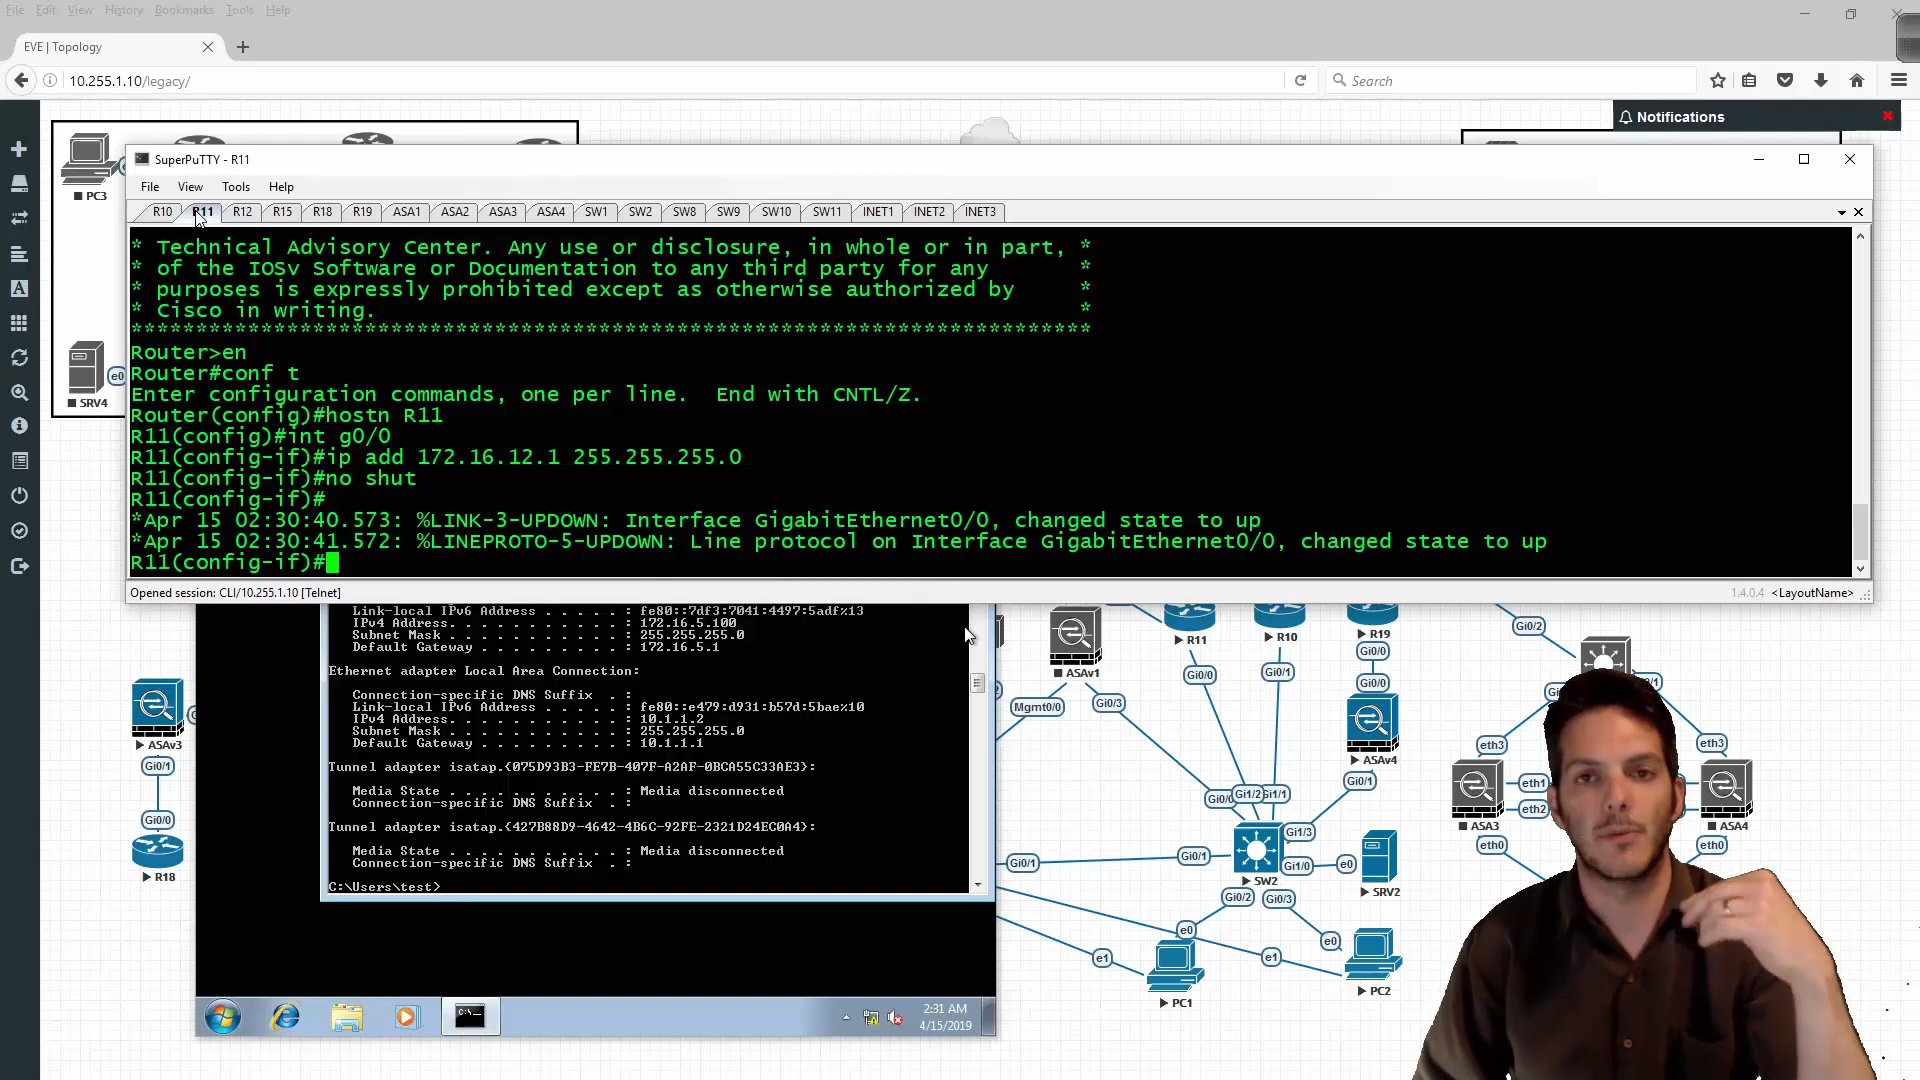 File Edit View History Bookmarks Tools Help
EVE | Topology
10.255.1.10/legacy/
Search
Notifications
PC3
SRV4
e0
SuperPuTTY - R11
File View Tools Help
R10 R11 R12 R15 R18 R19 ASA1 ASA2 ASA3 ASA4 SW1 SW2 SW8 SW9 SW10 SW11 INET1 INET2 INET3
* Technical Advisory Center. Any use or disclosure, in whole or in part, *
* of the IOSv Software or Documentation to any third party for any *
* purposes is expressly prohibited except as otherwise authorized by *
* Cisco in writing. *
**************************************************************************
Router>en
Router#conf t
Enter configuration commands, one per line. End with CNTL/Z.
Router(config)#hostn R11
R11(config)#int g0/0
R11(config-if)#ip add 172.16.12.1 255.255.255.0
R11(config-if)#no shut
R11(config-if)#
*Apr 15 02:30:40.573: %LINK-3-UPDOWN: Interface GigabitEthernet0/0, changed state to up
*Apr 15 02:30:41.572: %LINEPROTO-5-UPDOWN: Line protocol on Interface GigabitEthernet0/0, changed state to up
R11(config-if)#
Opened session: CLI/10.255.1.10 [Telnet]
1.4.0.4 <LayoutName>
Link-local IPv6 Address . . . . . : fe80::7df3:7041:4497:5adfx13
IPv4 Address. . . . . . . . . . . : 172.16.5.100
Subnet Mask . . . . . . . . . . . : 255.255.255.0
Default Gateway . . . . . . . . . : 172.16.5.1
Ethernet adapter Local Area Connection:
Connection-specific DNS Suffix . :
Link-local IPv6 Address . . . . . : fe80::e479:d931:b57d:5baex10
IPv4 Address. . . . . . . . . . . : 10.1.1.2
Subnet Mask . . . . . . . . . . . : 255.255.255.0
Default Gateway . . . . . . . . . : 10.1.1.1
Tunnel adapter isatap.{075D93B3-FE7B-407F-A2AF-0BCA55C33AE3}:
Media State . . . . . . . . . . . : Media disconnected
Connection-specific DNS Suffix . :
Tunnel adapter isatap.{427B88D9-4642-4B6C-92FE-2321D24EC0A4}:
Media State . . . . . . . . . . . : Media disconnected
Connection-specific DNS Suffix . :
C:\Users\test>
2:31 AM
4/15/2019
ASAv3
Gi0/1
Gi0/0
R18
ASAv1
R11
R10
R19
Gi0/2
Gi0/0
Gi0/1
Gi0/0
Gi0/0
Mgmt0/0
Gi0/3
ASAv4
Gi0/1
Gi1/2
Gi1/1
Gi1/3
Gi0/1
Gi0/1
Gi1/0
e0
SW2
SRV2
Gi0/2
Gi0/3
e0
e0
e1
e1
PC1
PC2
eth3
eth3
eth1
eth2
ASA3
ASA4
eth0
eth0